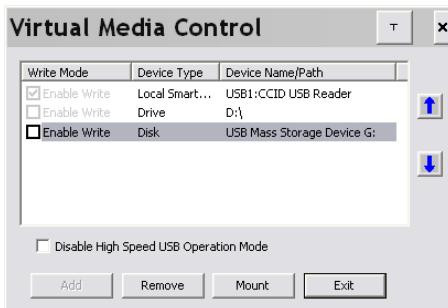 Virtual Media Control
T
x
Write Mode Device Type Device Name/Path
Enable Write Local Smart... USB1:CCID USB Reader
Enable Write Drive D:\
Enable Write Disk USB Mass Storage Device G:
Disable High Speed USB Operation Mode
Add Remove Mount Exit